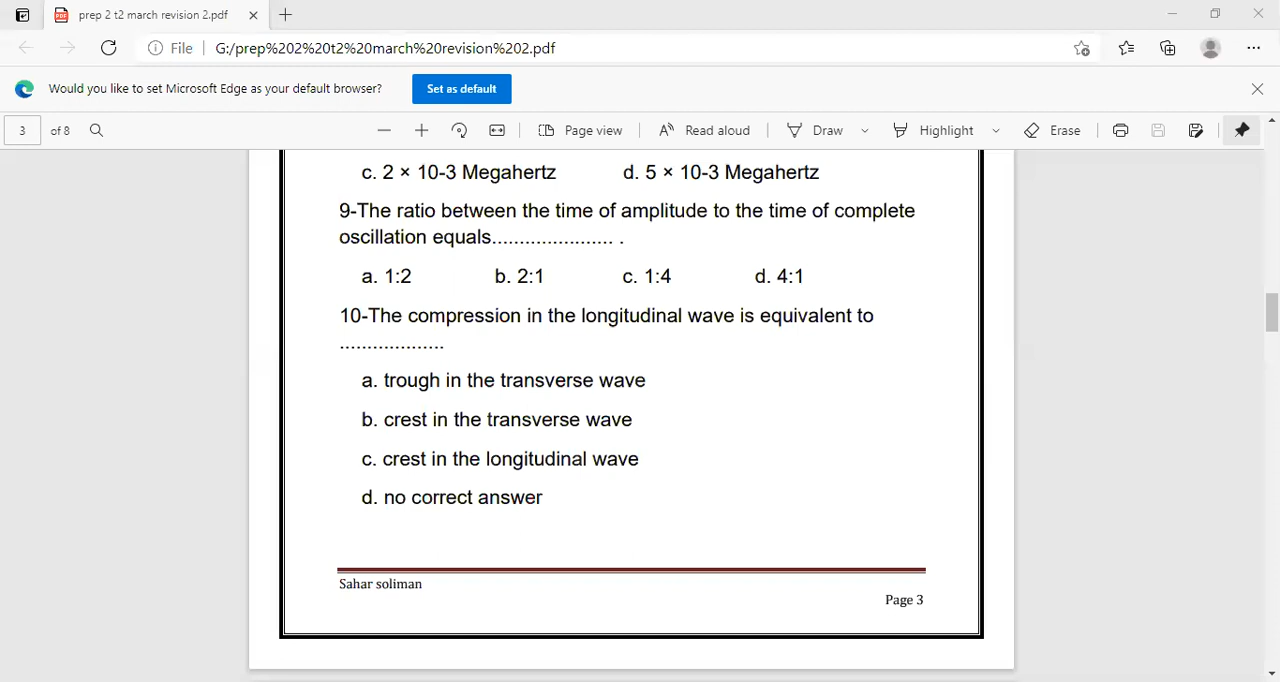 prep 2 t2 march revision 2.pdf
File G:/prep%202%20t2%20march%20revision%202.pdf
Would you like to set Microsoft Edge as your default browser? Set as default
3 of 8 Page view Read aloud Draw Highlight Erase
c. 2 × 10-3 Megahertz d. 5 × 10-3 Megahertz
9-The ratio between the time of amplitude to the time of complete
oscillation equals...................... .
a. 1:2 b. 2:1 c. 1:4 d. 4:1
10-The compression in the longitudinal wave is equivalent to
...................
a. trough in the transverse wave
b. crest in the transverse wave
c. crest in the longitudinal wave
d. no correct answer
Sahar soliman
Page 3